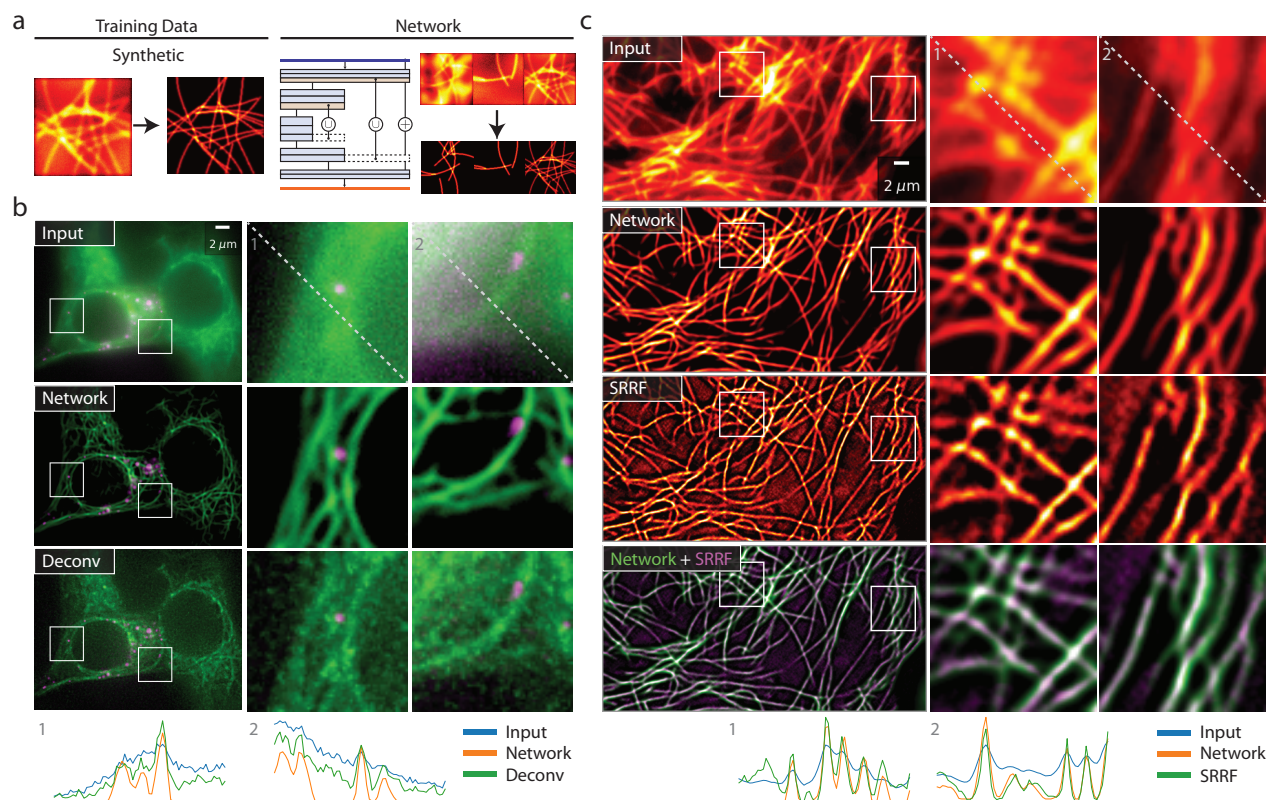 a
Training Data
Network
Synthetic
b
Input
2 µm
1
2
Network
Deconv
1
2
Input
Network
Deconv
c
Input
2 µm
1
2
Network
SRRF
Network + SRRF
1
2
Input
Network
SRRF